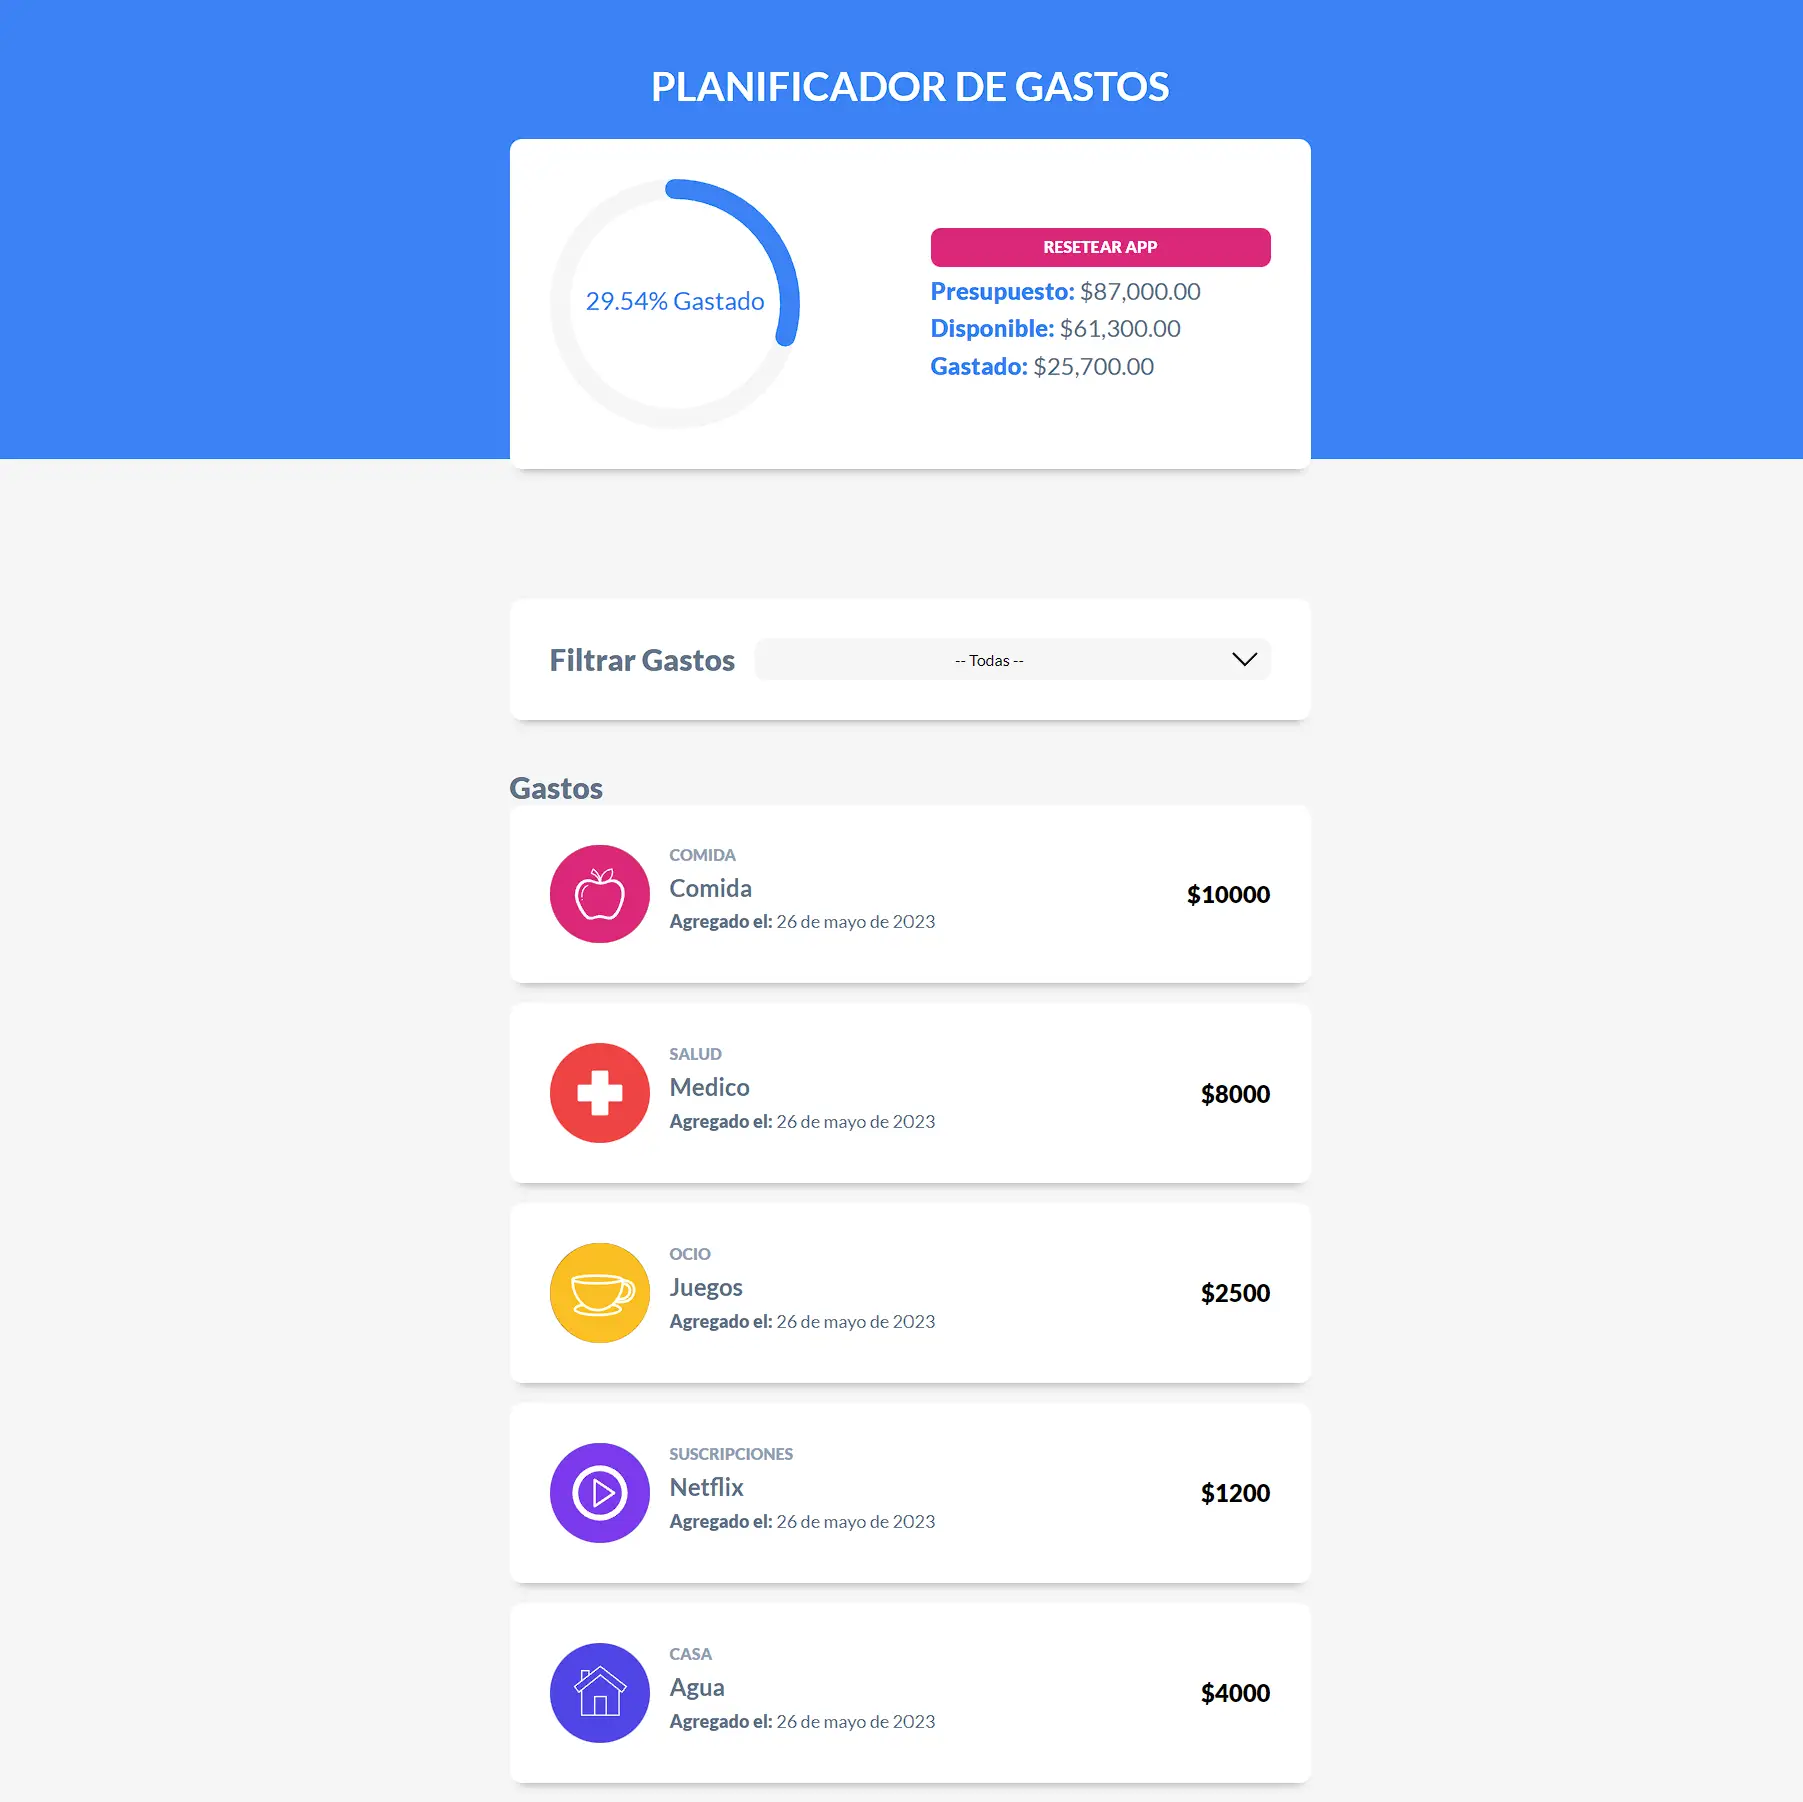 PLANIFICADOR DE GASTOS
29.54% Gastado
RESETEAR APP
Presupuesto: $87,000.00
Disponible: $61,300.00
Gastado: $25,700.00
Filtrar Gastos
-- Todas --
Gastos
COMIDA
Comida
Agregado el: 26 de mayo de 2023
$10000
SALUD
Medico
Agregado el: 26 de mayo de 2023
$8000
OCIO
Juegos
Agregado el: 26 de mayo de 2023
$2500
SUSCRIPCIONES
Netflix
Agregado el: 26 de mayo de 2023
$1200
CASA
Agua
Agregado el: 26 de mayo de 2023
$4000